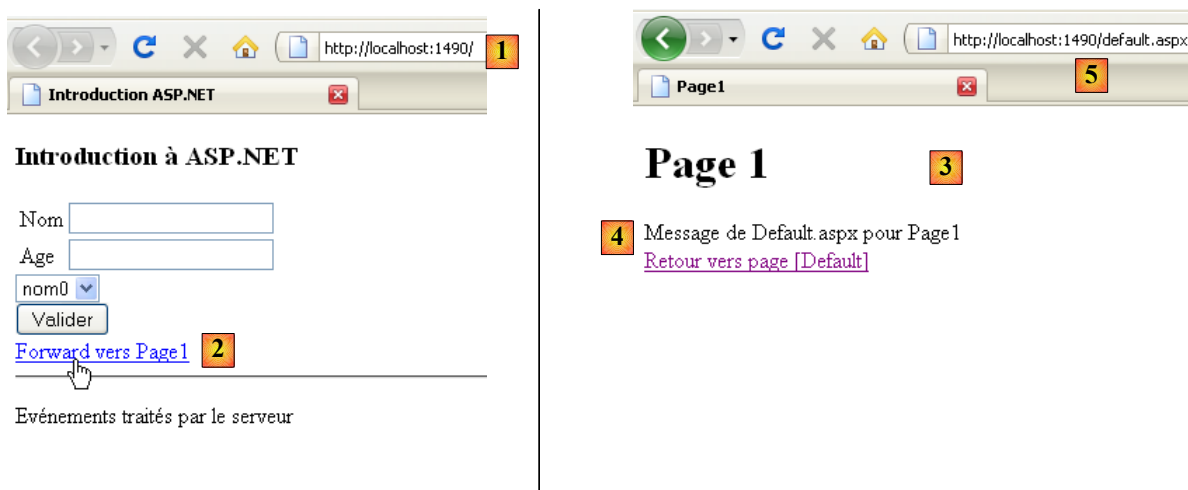 http://localhost:1490/
1
Introduction ASP.NET
Introduction à ASP.NET
Nom
Age
nom0
Valider
Forward vers Page1
2
Evénements traités par le serveur
http://localhost:1490/default.aspx
5
Page1
Page 1
3
4
Message de Default.aspx pour Page1
Retour vers page [Default]